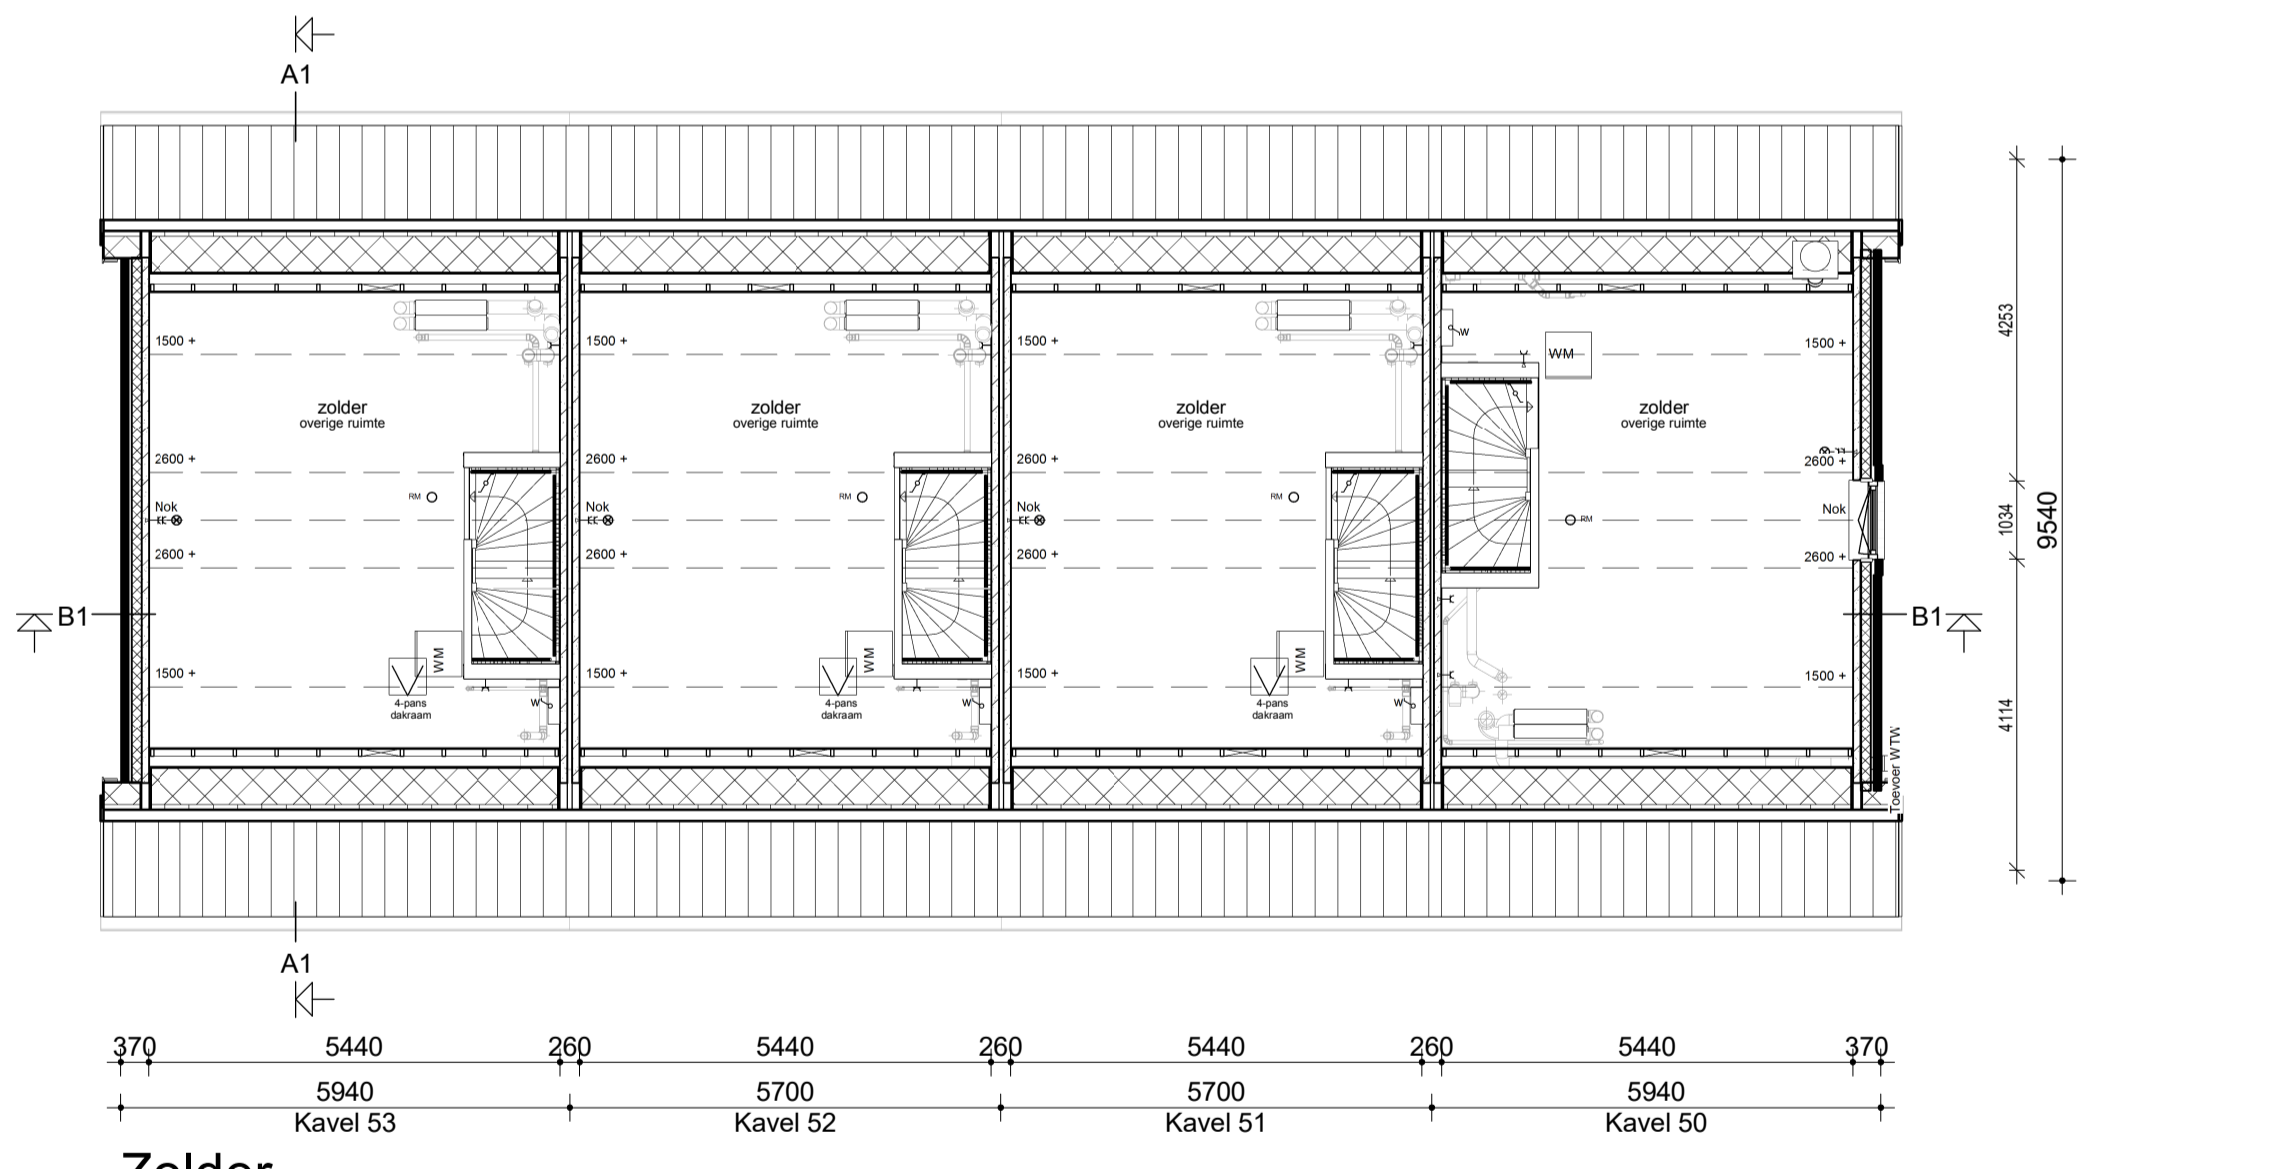 A1
1500 +
1500 +
1500 +
1500 +
W
WM
zolder
overige ruimte
zolder
overige ruimte
zolder
overige ruimte
zolder
overige ruimte
2600 +
2600 +
2600 +
2600 +
RM
RM
RM
RM
Nok
Nok
Nok
Nok
2600 +
2600 +
2600 +
2600 +
B1
B1
WM
WM
WM
1500 +
1500 +
1500 +
1500 +
4-pans
dakraam
4-pans
dakraam
4-pans
dakraam
W
W
W
Toevoer WTW
4253
1034
4114
9540
A1
370 5440 260 5440 260 5440 260 5440 370
5940 5700 5700 5940
Kavel 53 Kavel 52 Kavel 51 Kavel 50
Zolder